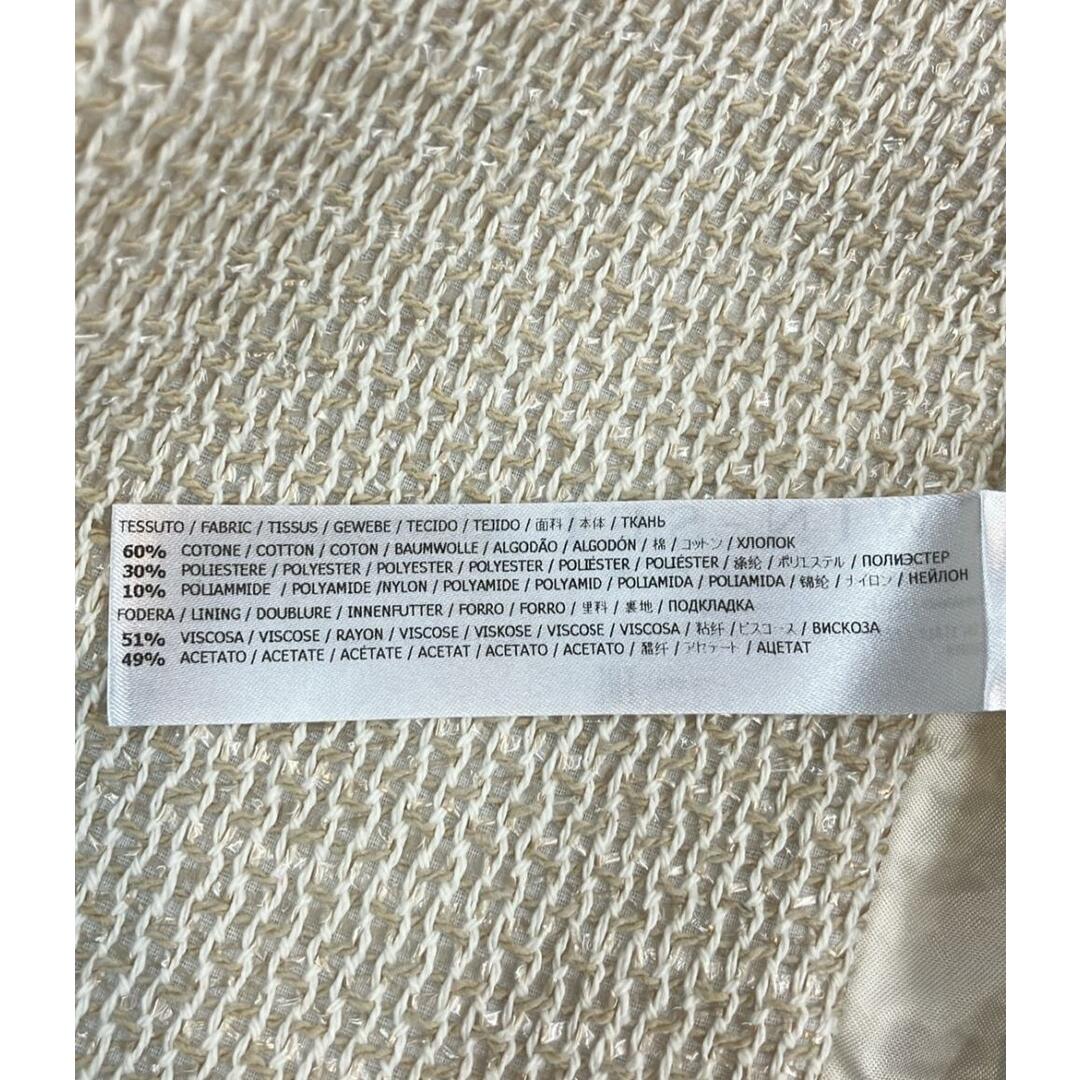 TESSUTO / FABRIC / TISSUS / GEWEBE / TECIDO / TEJIDO / 面料 / 本体 / ТКАНЬ
60% COTONE / COTTON / COTON / BAUMWOLLE / ALGODÃO / ALGODÓN / 棉 / コットン / ХЛОПОК
30% POLIESTERE / POLYESTER / POLYESTER / POLYESTER / POLIÉSTER / POLIÉSTER / 涤纶 / ポリエステル / ПОЛИЭСТЕР
10% POLIAMMIDE / POLYAMIDE /NYLON / POLYAMIDE / POLYAMID / POLIAMIDA / POLIAMIDA / 锦纶 / ナイロン / НЕЙЛОН
FODERA / LINING / DOUBLURE / INNENFUTTER / FORRO / FORRO / 里料 / 裏地 / ПОДКЛАДКА
51% VISCOSA / VISCOSE / RAYON / VISCOSE / VISKOSE / VISCOSE / VISCOSA / 粘纤 / ビスコース / ВИСКОЗА
49% ACETATO / ACETATE / ACÉTATE / ACETAT / ACETATO / ACETATO / 醋纤 / アセテート / АЦЕТАТ